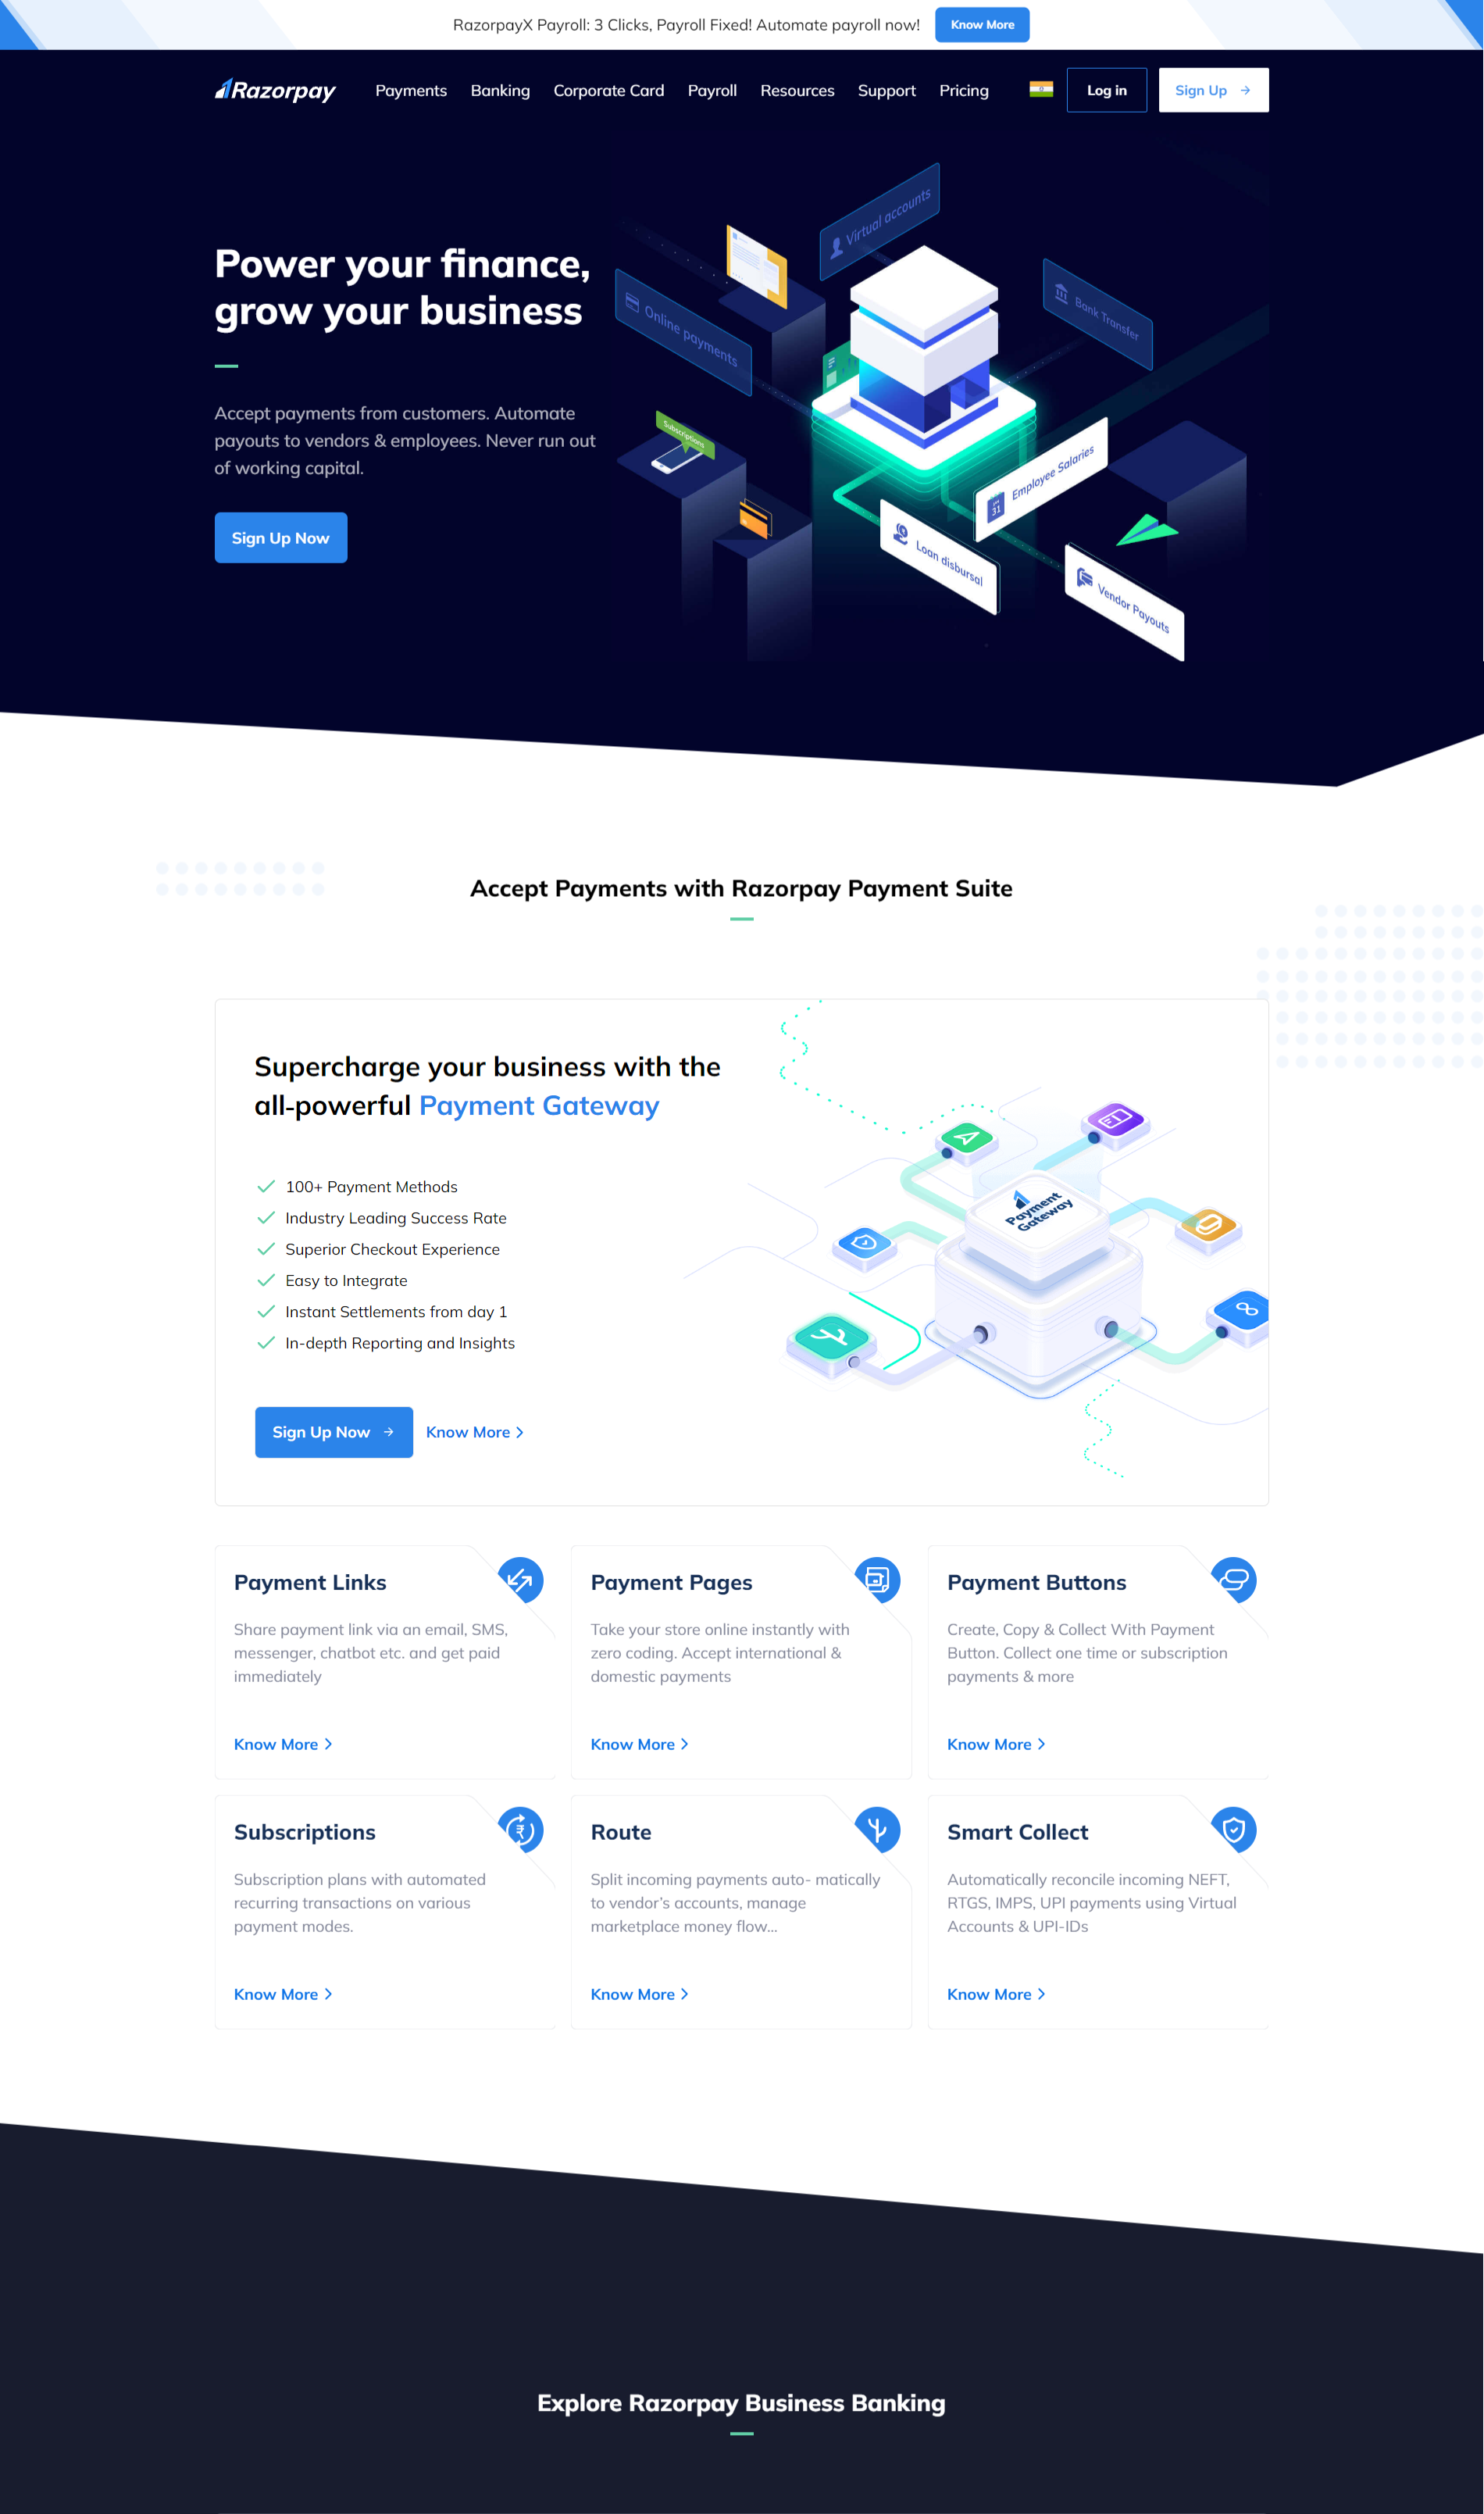 RazorpayX Payroll: 3 Clicks, Payroll Fixed! Automate payroll now!
Know More
Razorpay
Payments
Banking
Corporate Card
Payroll
Resources
Support
Pricing
Log in
Sign Up
Power your finance,
grow your business
Accept payments from customers. Automate
payouts to vendors & employees. Never run out
of working capital.
Sign Up Now
Virtual accounts
Online payments
Bank Transfer
Subscriptions
Employee Salaries
31
Loan disbursal
Vendor Payouts
Accept Payments with Razorpay Payment Suite
Supercharge your business with the
all-powerful Payment Gateway
100+ Payment Methods
Industry Leading Success Rate
Superior Checkout Experience
Easy to Integrate
Instant Settlements from day 1
In-depth Reporting and Insights
Sign Up Now
Know More
Payment
Gateway
Payment Links
Share payment link via an email, SMS,
messenger, chatbot etc. and get paid
immediately
Know More
Payment Pages
Take your store online instantly with
zero coding. Accept international &
domestic payments
Know More
Payment Buttons
Create, Copy & Collect With Payment
Button. Collect one time or subscription
payments & more
Know More
Subscriptions
₹
Subscription plans with automated
recurring transactions on various
payment modes.
Know More
Route
Split incoming payments auto- matically
to vendor’s accounts, manage
marketplace money flow...
Know More
Smart Collect
Automatically reconcile incoming NEFT,
RTGS, IMPS, UPI payments using Virtual
Accounts & UPI-IDs
Know More
Explore Razorpay Business Banking